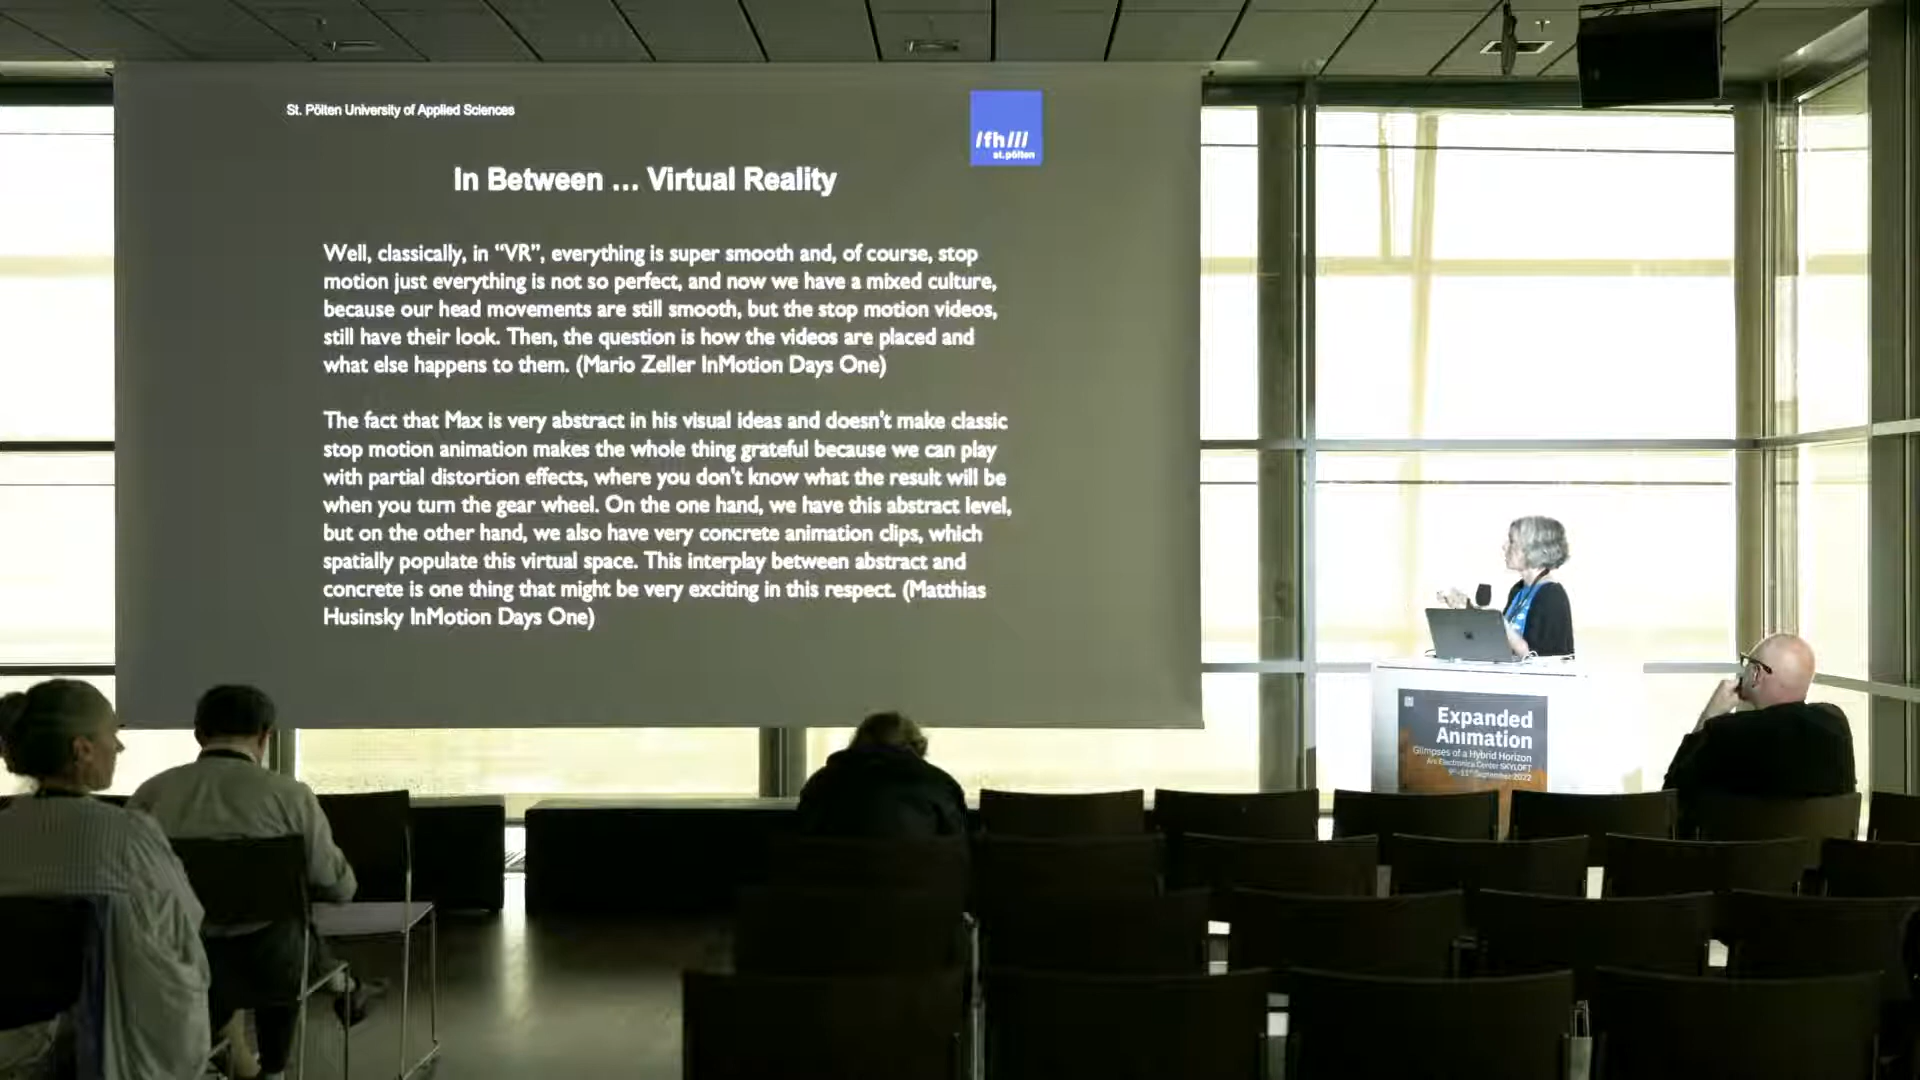 St. Pölten University of Applied Sciences
/fh///
st.pölten
In Between ... Virtual Reality
Well, classically, in “VR”, everything is super smooth and, of course, stop
motion just everything is not so perfect, and now we have a mixed culture,
because our head movements are still smooth, but the stop motion videos,
still have their look. Then, the question is how the videos are placed and
what else happens to them. (Mario Zeller InMotion Days One)
The fact that Max is very abstract in his visual ideas and doesn't make classic
stop motion animation makes the whole thing grateful because we can play
with partial distortion effects, where you don't know what the result will be
when you turn the gear wheel. On the one hand, we have this abstract level,
but on the other hand, we also have very concrete animation clips, which
spatially populate this virtual space. This interplay between abstract and
concrete is one thing that might be very exciting in this respect. (Matthias
Husinsky InMotion Days One)
Expanded
Animation
Glimpses of a Hybrid Horizon
Ars Electronica Center SKYLOFT
9th–11th September 2022